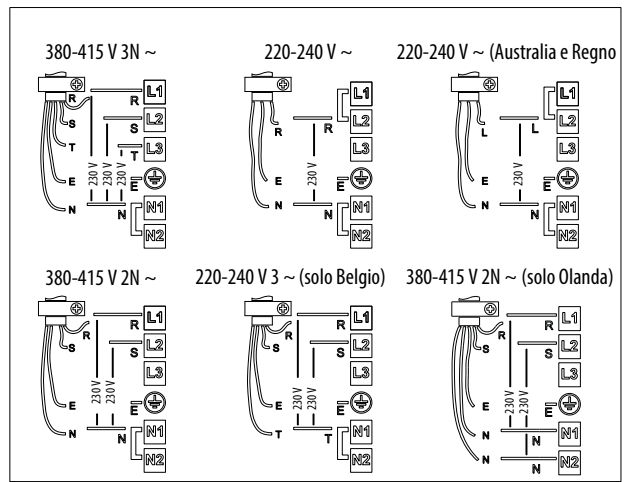 380-415 V 3N ~
R
S
T
E
N
230 V
230 V
230 V
R
S
T
E
N
L1
L2
L3
N1
N2
220-240 V ~
R
E
N
230 V
R
E
N
L1
L2
L3
N1
N2
220-240 V ~ (Australia e Regno
L
E
N
230 V
L
E
N
L1
L2
L3
N1
N2
380-415 V 2N ~
R
S
E
N
230 V
230 V
R
S
E
N
L1
L2
L3
N1
N2
220-240 V 3 ~ (solo Belgio)
R
S
E
T
230 V
230 V
R
S
E
T
L1
L2
L3
N1
N2
380-415 V 2N ~ (solo Olanda)
R
S
E
N
N
230 V
230 V
R
S
E
N
N
L1
L2
L3
N1
N2